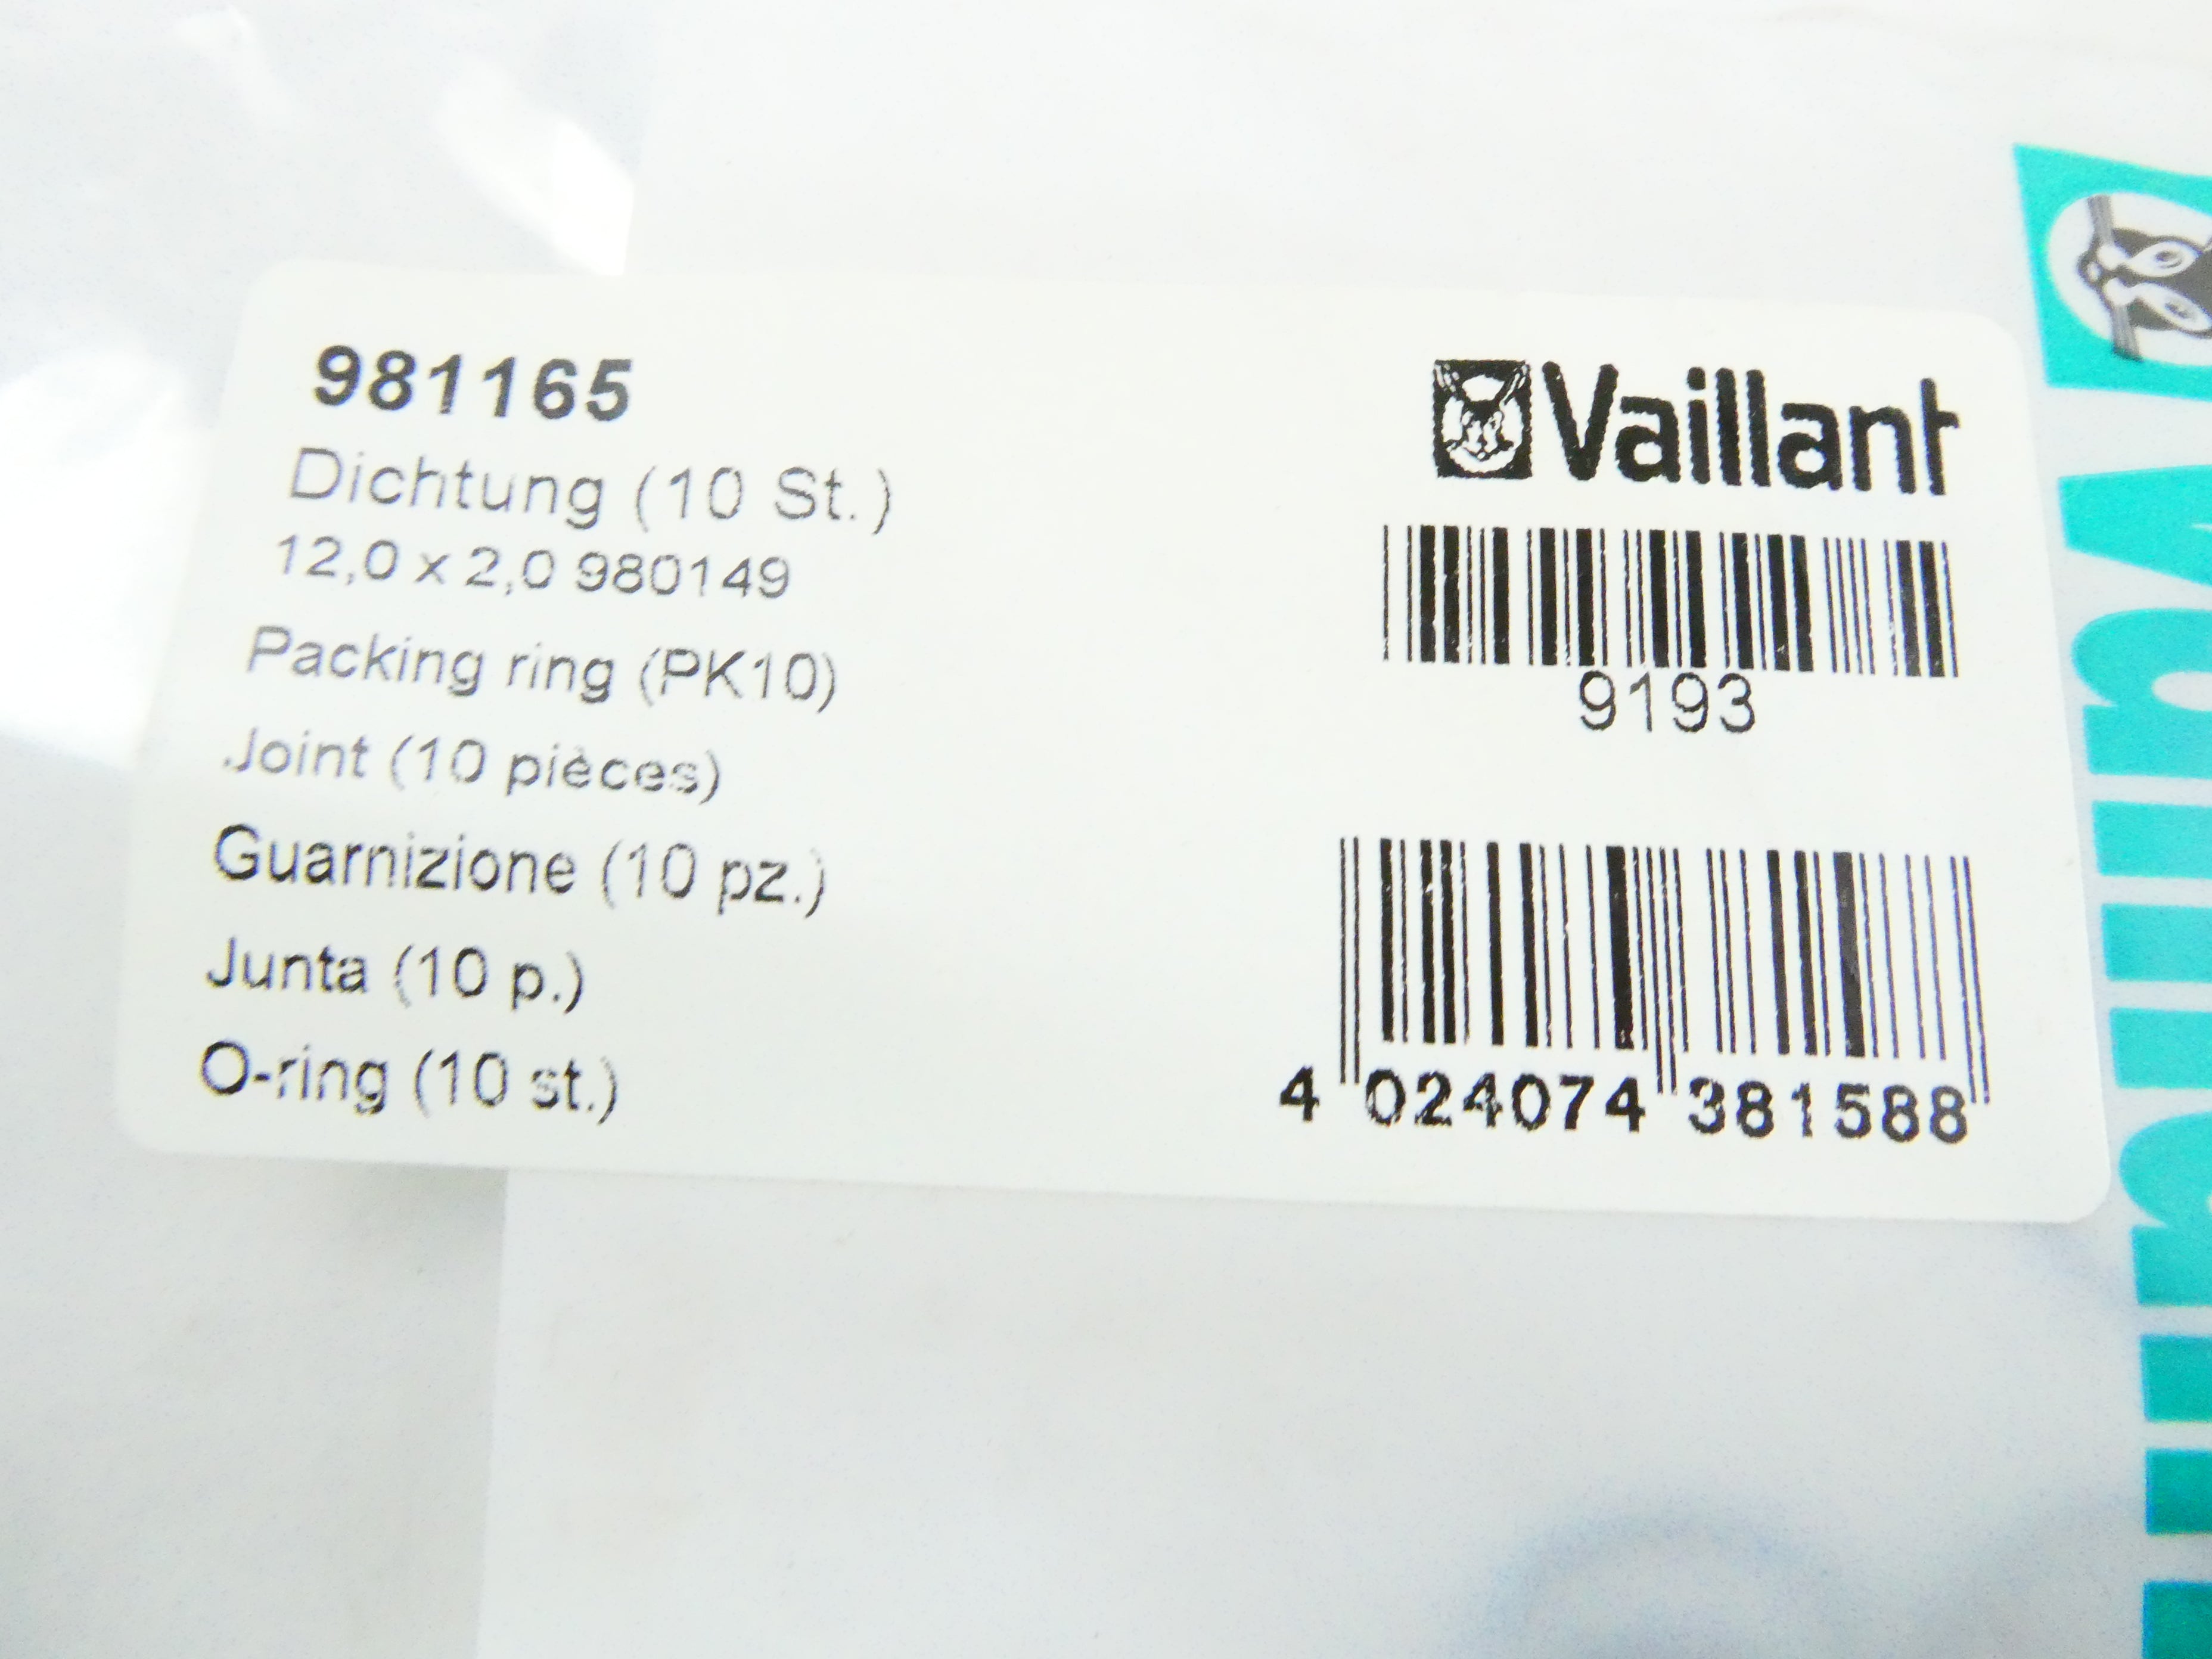 981165
Dichtung (10 St.)
12,0 x 2,0 980149
Packing ring (PK10)
Joint (10 pièces)
Guarnizione (10 pz.)
Junta (10 p.)
O-ring (10 st.)
Vaillant
9193
4 024074 381588
Vaillant